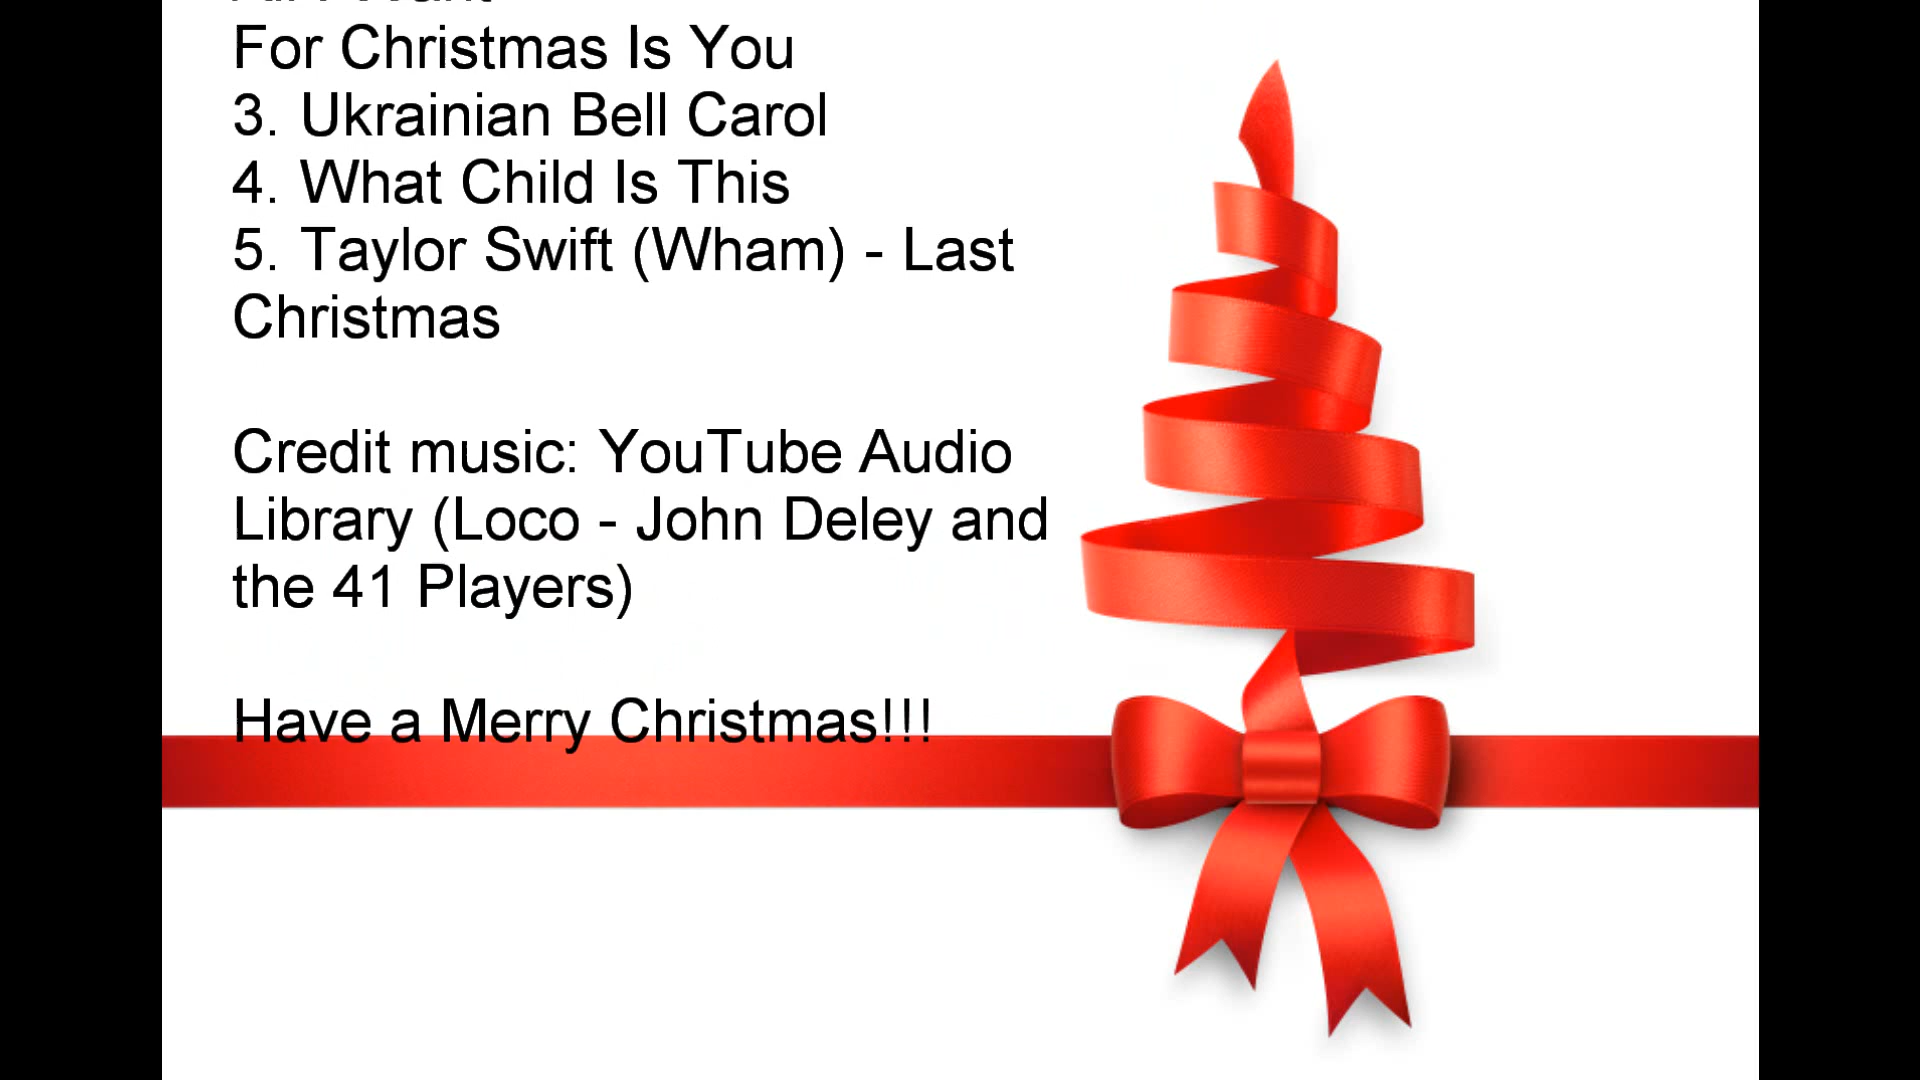 For Christmas Is You
3. Ukrainian Bell Carol
4. What Child Is This
5. Taylor Swift (Wham) - Last
Christmas
Credit music: YouTube Audio
Library (Loco - John Deley and
the 41 Players)
Have a Merry Christmas!!!